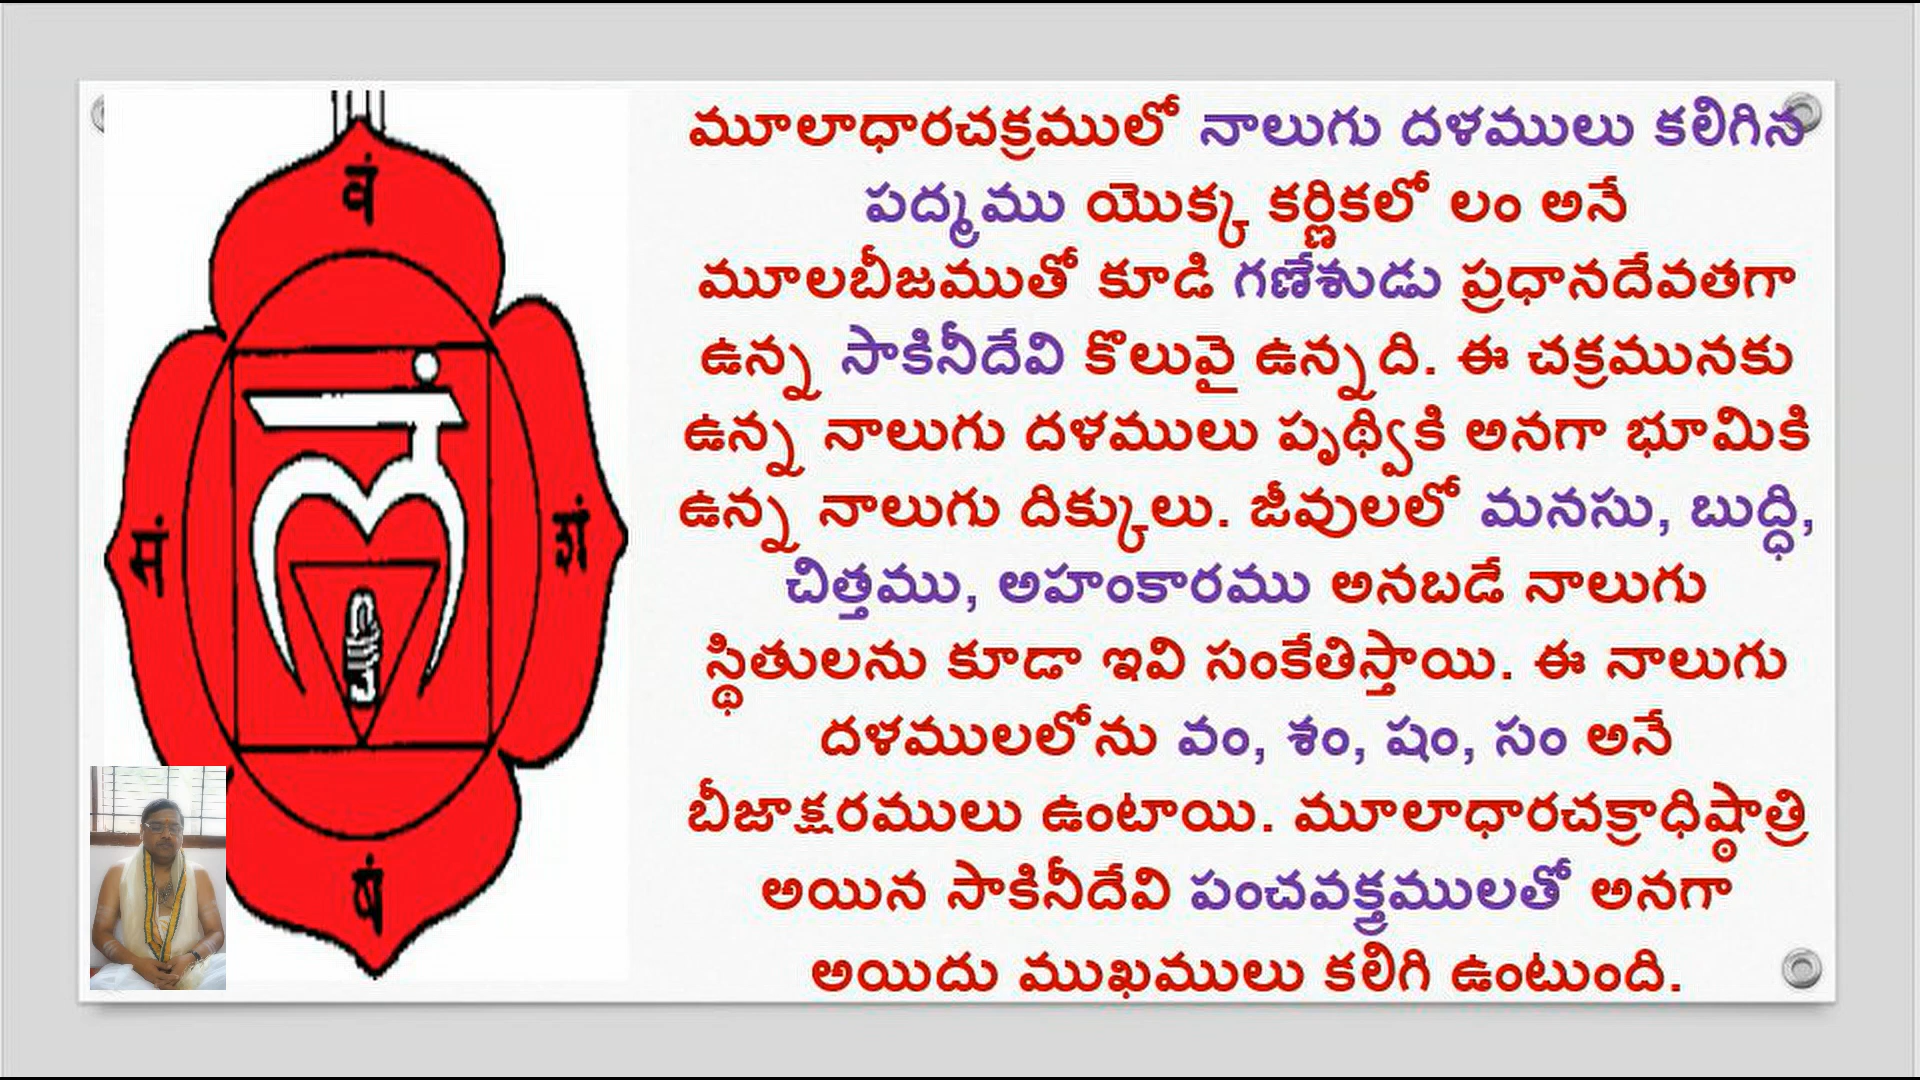 वं
सं
शं
लं
षं
మూలాధారచక్రములో నాలుగు దళములు కలిగిన
పద్మము యొక్క కర్ణికలో లం అనే
మూలబీజముతో కూడి గణేశుడు ప్రధానదేవతగా
ఉన్న సాకినీదేవి కొలువై ఉన్నది. ఈ చక్రమునకు
ఉన్న నాలుగు దళములు పృథ్వికి అనగా భూమికి
ఉన్న నాలుగు దిక్కులు. జీవులలో మనసు, బుద్ధి,
చిత్తము, అహంకారము అనబడే నాలుగు
స్థితులను కూడా ఇవి సంకేతిస్తాయి. ఈ నాలుగు
దళములలోను వం, శం, షం, సం అనే
బీజాక్షరములు ఉంటాయి. మూలాధారచక్రాధిష్ఠాత్రి
అయిన సాకినీదేవి పంచవక్త్రములతో అనగా
అయిదు ముఖములు కలిగి ఉంటుంది.